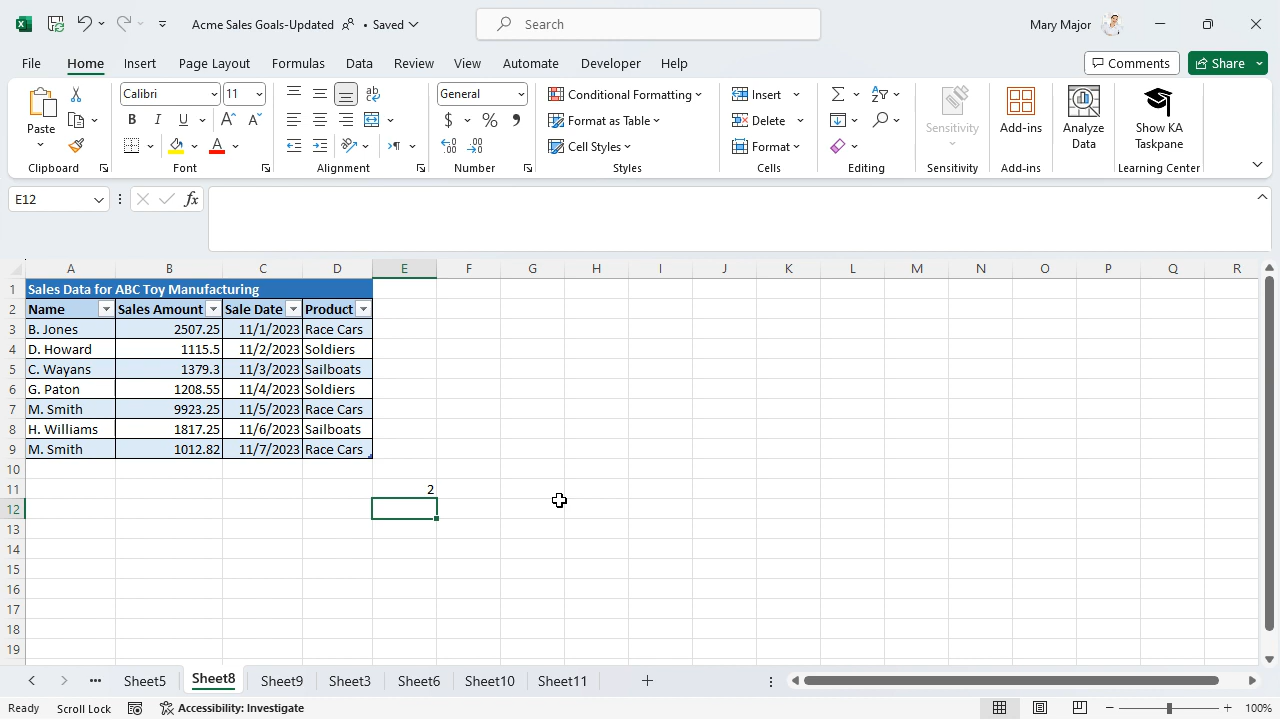 Acme Sales Goals-Updated • Saved
Search
Mary Major
File Home Insert Page Layout Formulas Data Review View Automate Developer Help
Comments Share
Paste
Clipboard
Calibri 11
B I U
Font
ab
Alignment
General
$ % ,
Number
Conditional Formatting
Format as Table
Cell Styles
Styles
Insert
Delete
Format
Cells
Editing
Sensitivity
Sensitivity
Add-ins
Add-ins
Analyze Data
Show KA Taskpane
Learning Center
E12 fx
A B C D E F G H I J K L M N O P Q R
1 Sales Data for ABC Toy Manufacturing
2 Name Sales Amount Sale Date Product
3 B. Jones 2507.25 11/1/2023 Race Cars
4 D. Howard 1115.5 11/2/2023 Soldiers
5 C. Wayans 1379.3 11/3/2023 Sailboats
6 G. Paton 1208.55 11/4/2023 Soldiers
7 M. Smith 9923.25 11/5/2023 Race Cars
8 H. Williams 1817.25 11/6/2023 Sailboats
9 M. Smith 1012.82 11/7/2023 Race Cars
10
11 2
12
13
14
15
16
17
18
19
Sheet5 Sheet8 Sheet9 Sheet3 Sheet6 Sheet10 Sheet11
Ready Scroll Lock Accessibility: Investigate 100%